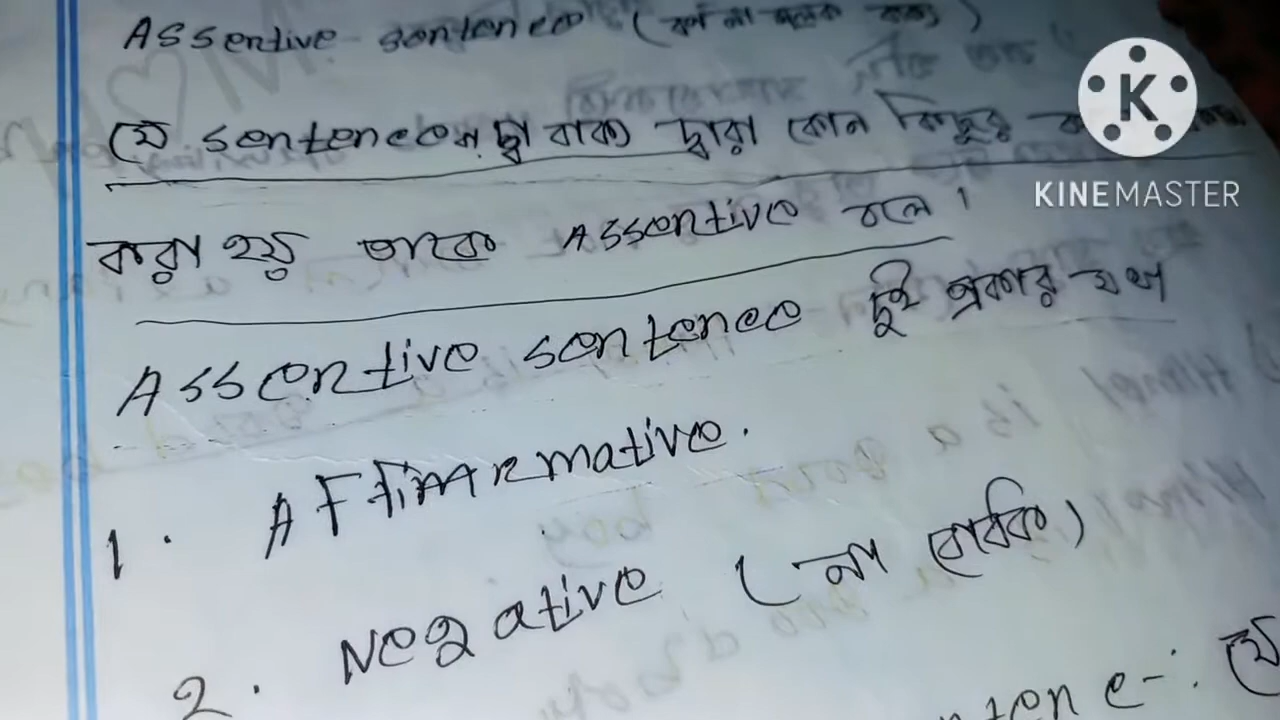 Assertive sentence (বর্ণনা মূলক বাক্য)
যে sentence বা বাক্য দ্বারা কোন কিছুর
করা হয় তাকে Assertive বলে।
Assertive sentence দুই প্রকার যথা
1. Affirmative.
2. Negative (না বোধক)
যে
K
KINEMASTER